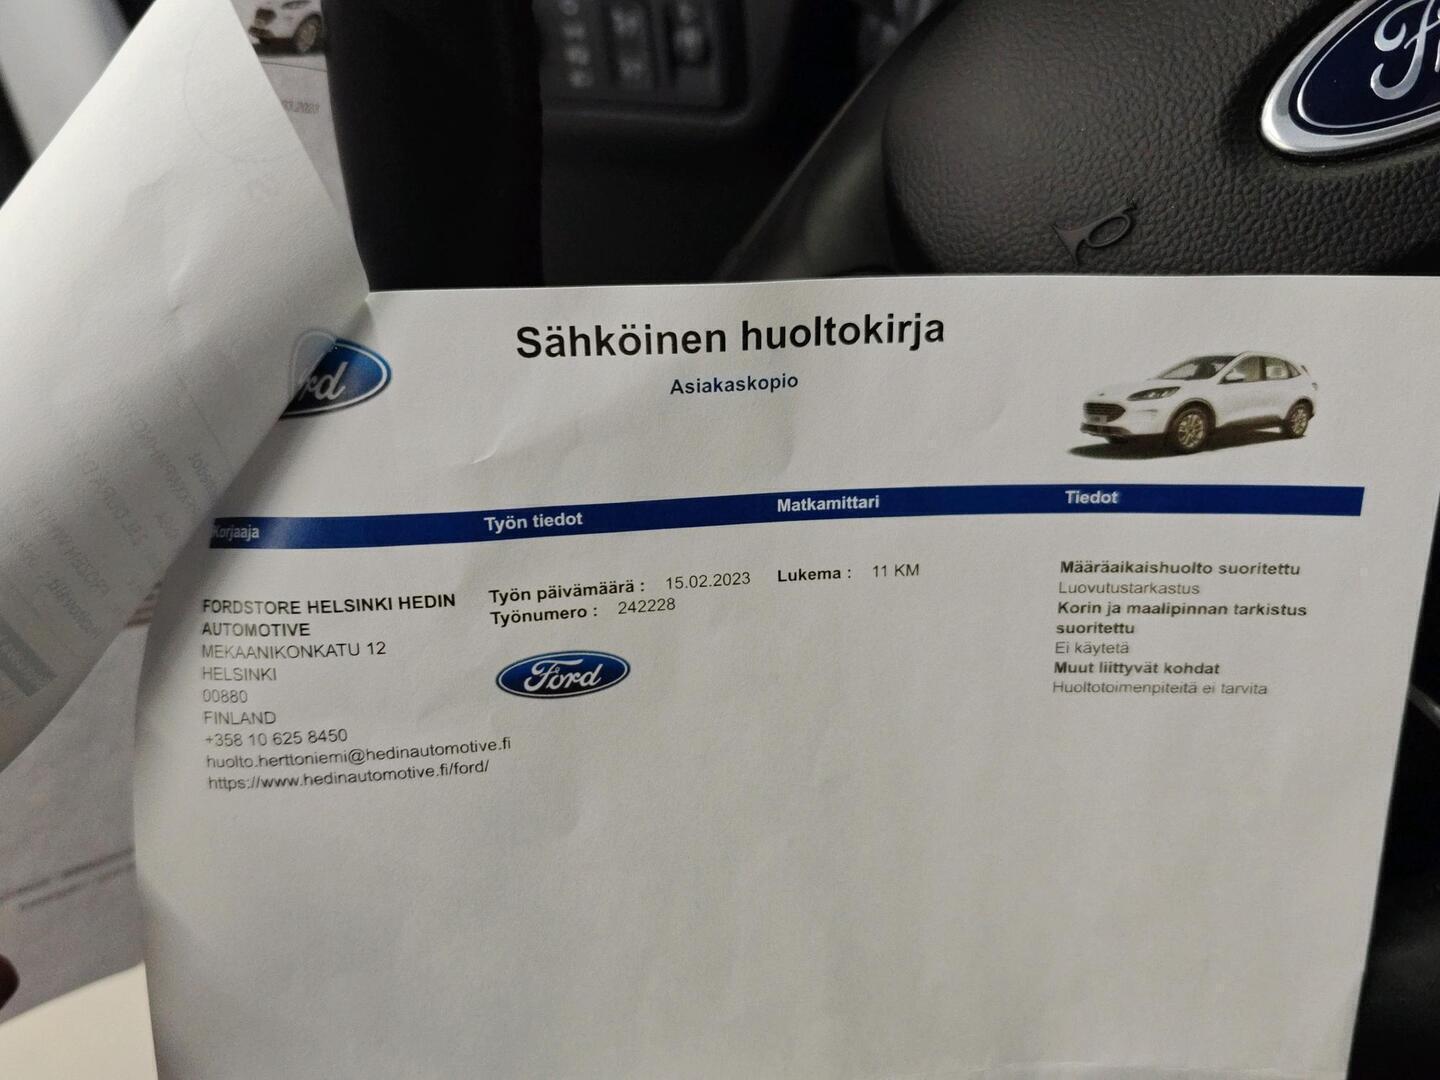 Sähköinen huoltokirja
Asiakaskopio
Korjaaja
Työn tiedot
Matkamittari
Tiedot
FORDSTORE HELSINKI HEDIN
AUTOMOTIVE
MEKAANIKONKATU 12
HELSINKI
00880
FINLAND
+358 10 625 8450
huolto.herttoniemi@hedinautomotive.fi
https://www.hedinautomotive.fi/ford/
Työn päivämäärä : 15.02.2023
Työnumero : 242228
Ford
Lukema : 11 KM
Määräaikaishuolto suoritettu
Luovutustarkastus
Korin ja maalipinnan tarkistus
suoritettu
Ei käytetä
Muut liittyvät kohdat
Huoltotoimenpiteitä ei tarvita